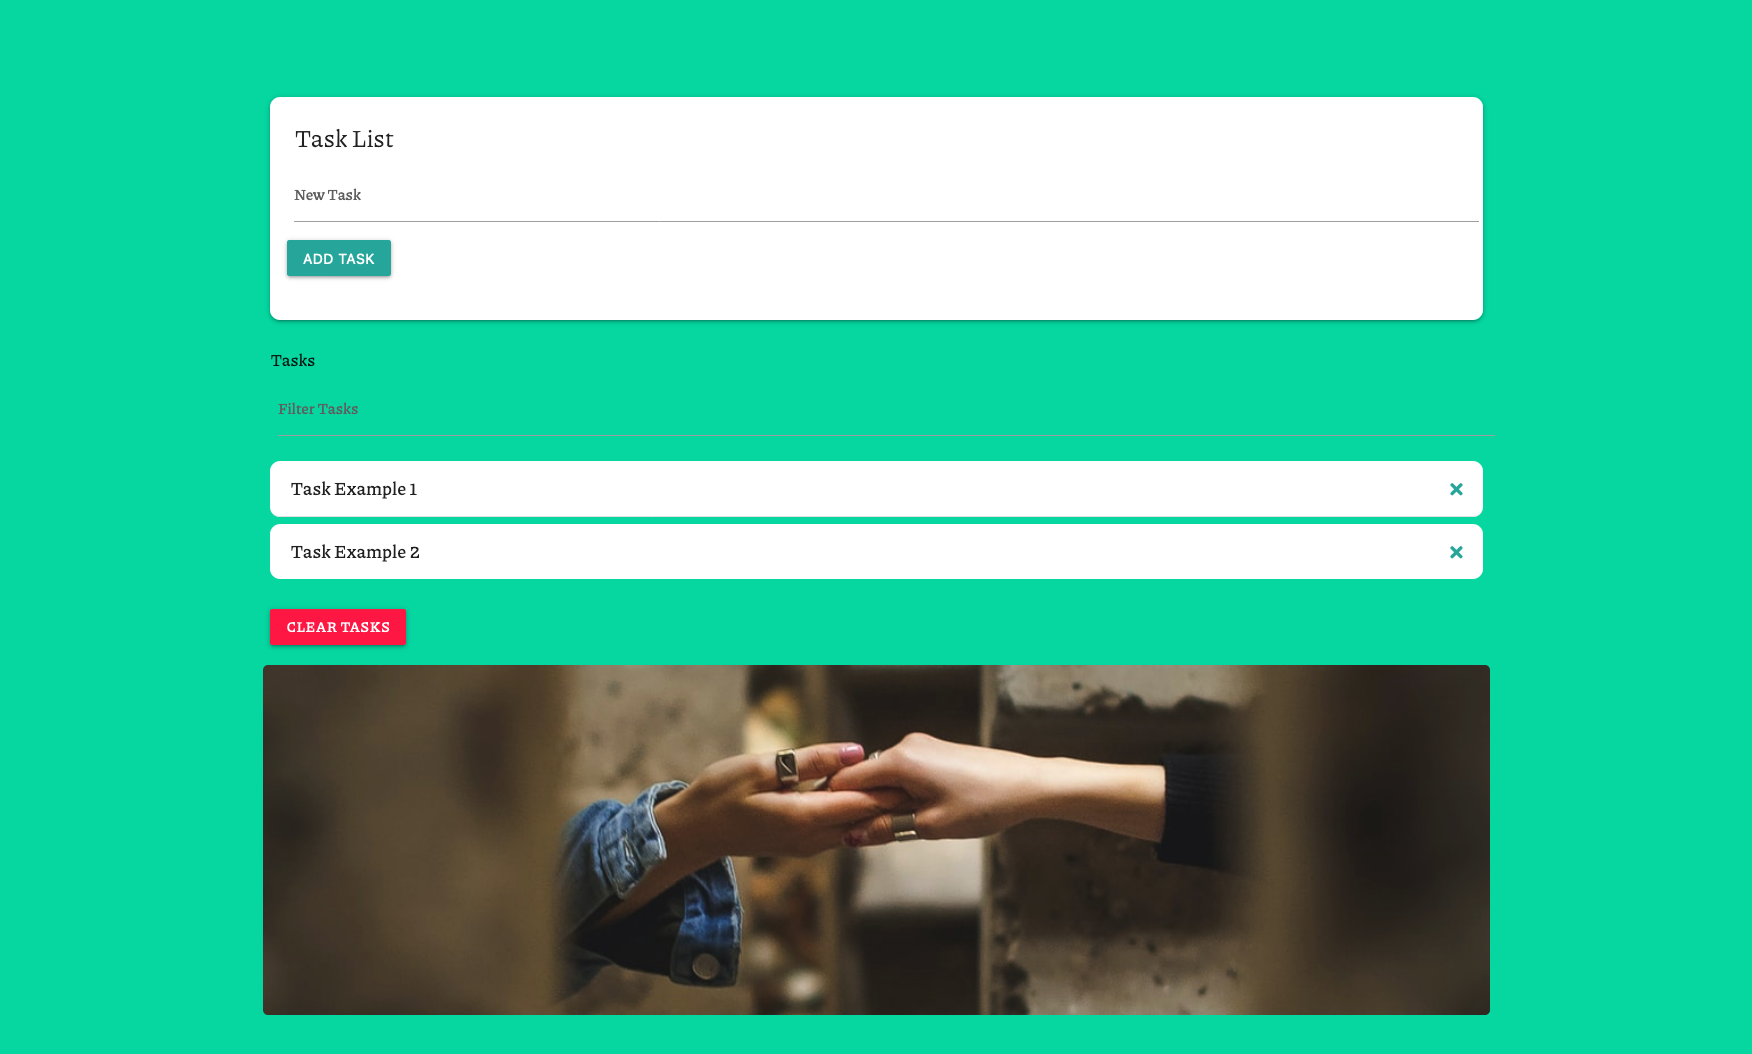 Task List
New Task
ADD TASK
Tasks
Filter Tasks
Task Example 1
Task Example 2
CLEAR TASKS